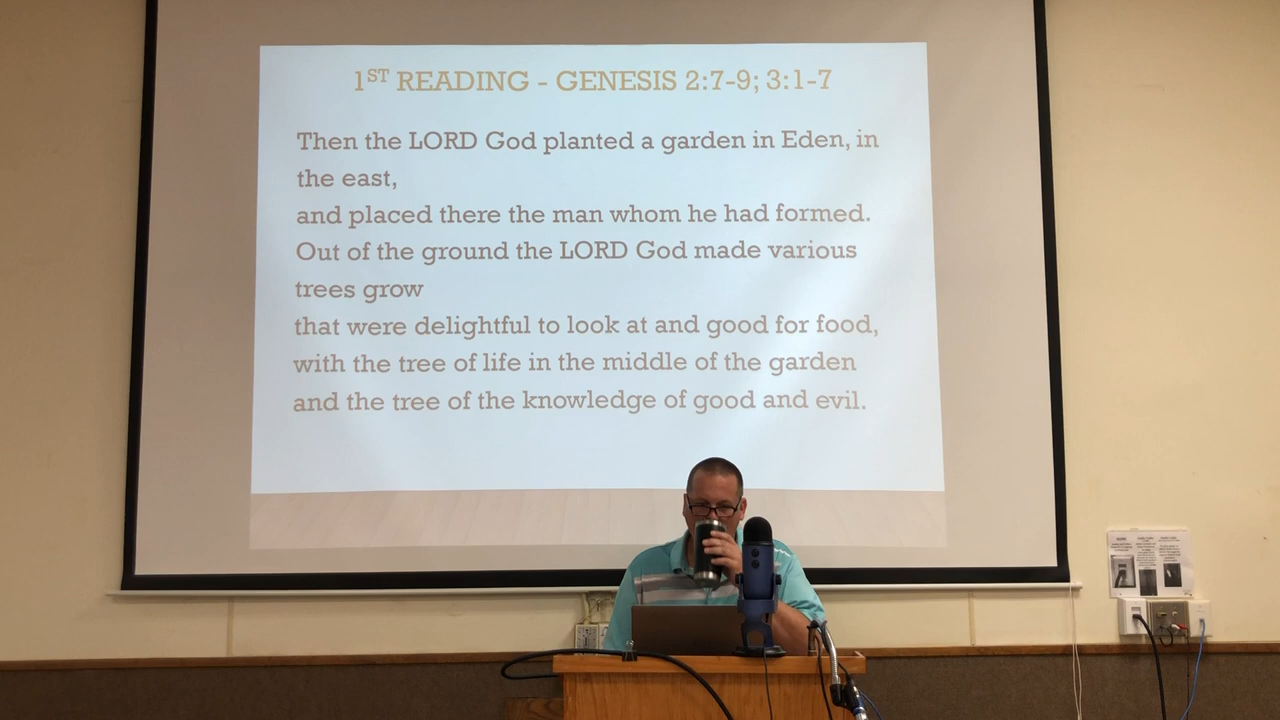 1ST READING - GENESIS 2:7-9; 3:1-7
Then the LORD God planted a garden in Eden, in
the east,
and placed there the man whom he had formed.
Out of the ground the LORD God made various
trees grow
that were delightful to look at and good for food,
with the tree of life in the middle of the garden
and the tree of the knowledge of good and evil.